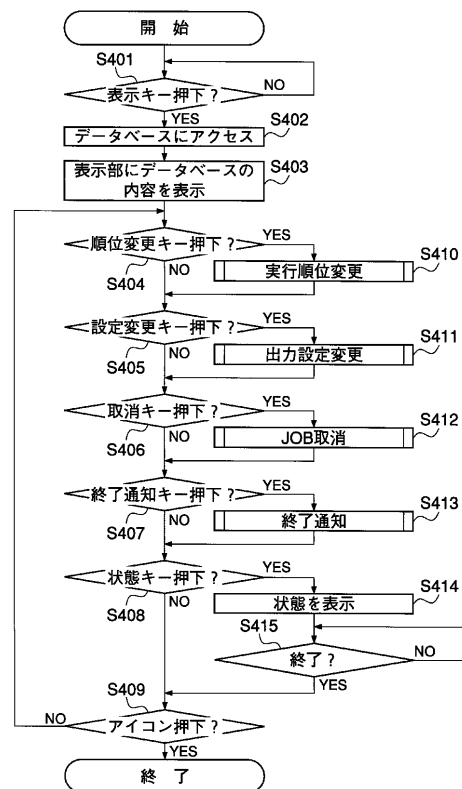 開 始
S401
表示キー押下?
NO
YES
S402
データベースにアクセス
S403
表示部にデータベースの
内容を表示
順位変更キー押下?
YES
S404
NO
S410
実行順位変更
設定変更キー押下?
YES
S405
NO
S411
出力設定変更
取消キー押下?
YES
S406
NO
S412
JOB取消
終了通知キー押下?
YES
S407
NO
S413
終了通知
状態キー押下?
YES
S408
NO
S414
状態を表示
S415
終了?
NO
YES
S409
NO
アイコン押下?
YES
終 了